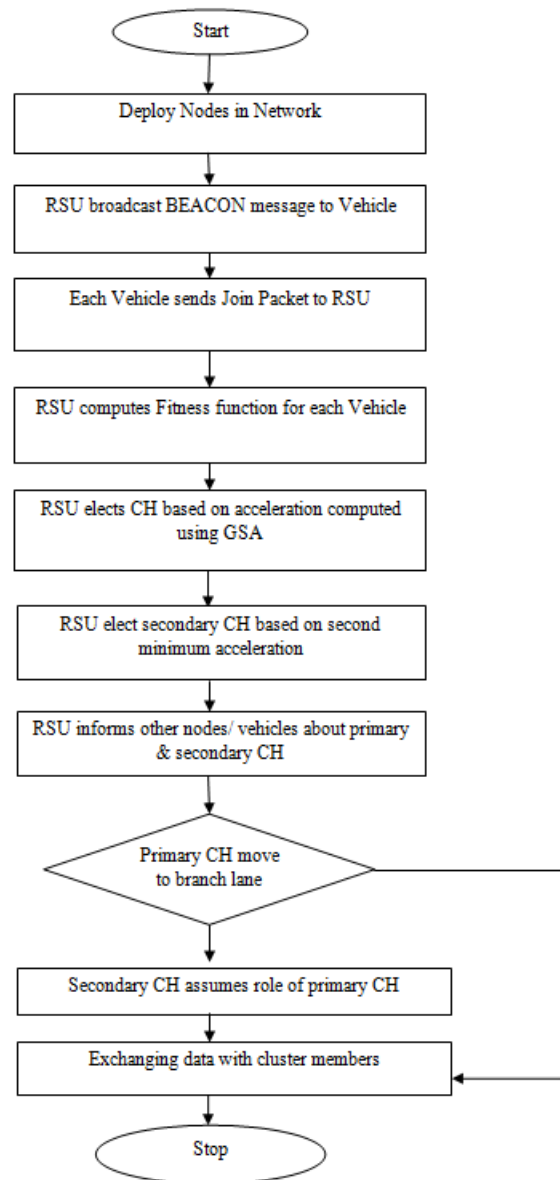 Start
Deploy Nodes in Network
RSU broadcast BEACON message to Vehicle
Each Vehicle sends Join Packet to RSU
RSU computes Fitness function for each Vehicle
RSU elects CH based on acceleration computed
using GSA
RSU elect secondary CH based on second
minimum acceleration
RSU informs other nodes/ vehicles about primary
& secondary CH
Primary CH move
to branch lane
Secondary CH assumes role of primary CH
Exchanging data with cluster members
Stop